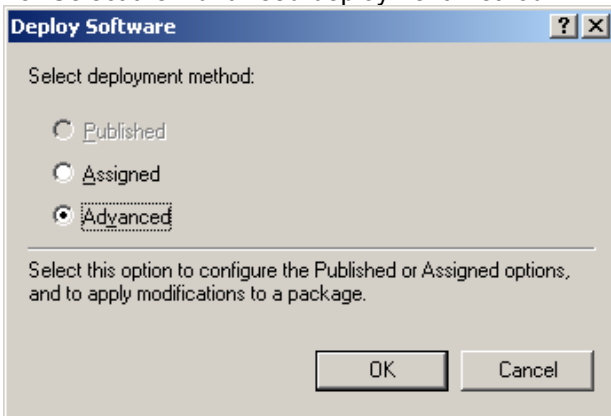 Deploy Software
Select deployment method:
Published
Assigned
Advanced
Select this option to configure the Published or Assigned options,
and to apply modifications to a package.
OK Cancel